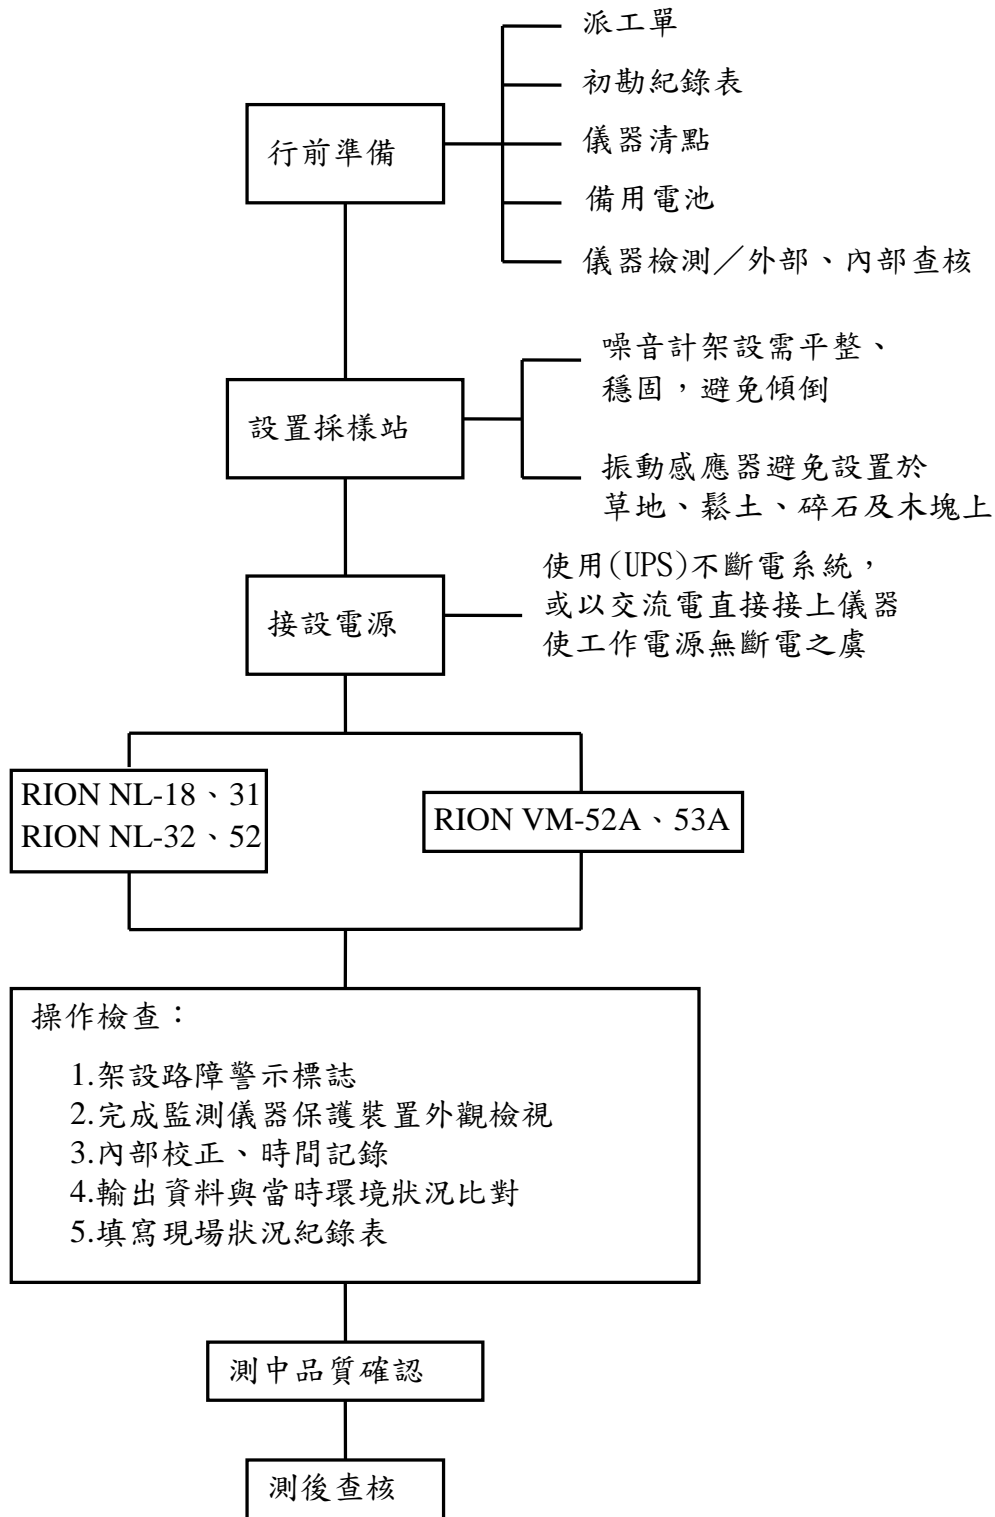 派工單
初勘紀錄表
行前準備
儀器清點
備用電池
儀器檢測／外部、內部查核
噪音計架設需平整、
穩固，避免傾倒
設置採樣站
振動感應器避免設置於
草地、鬆土、碎石及木塊上
使用(UPS)不斷電系統，
或以交流電直接接上儀器
使工作電源無斷電之虞
接設電源
RION NL-18、31
RION NL-32、52
RION VM-52A、53A
操作檢查：
1.架設路障警示標誌
2.完成監測儀器保護裝置外觀檢視
3.內部校正、時間記錄
4.輸出資料與當時環境狀況比對
5.填寫現場狀況紀錄表
測中品質確認
測後查核